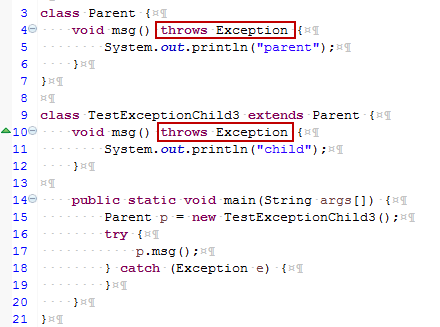 3 class Parent {
4 void msg() throws Exception {
5 System.out.println("parent");
6 }
7 }
8
9 class TestExceptionChild3 extends Parent {
10 void msg() throws Exception {
11 System.out.println("child");
12 }
13
14 public static void main(String args[]) {
15 Parent p = new TestExceptionChild3();
16 try {
17 p.msg();
18 } catch (Exception e) {
19 }
20 }
21 }